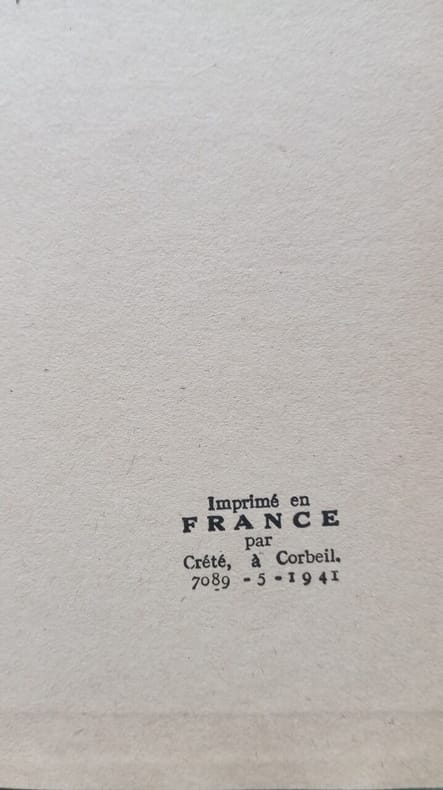 Imprimé en
FRANCE
par
Crété, à Corbeil.
7089 - 5 - 1941